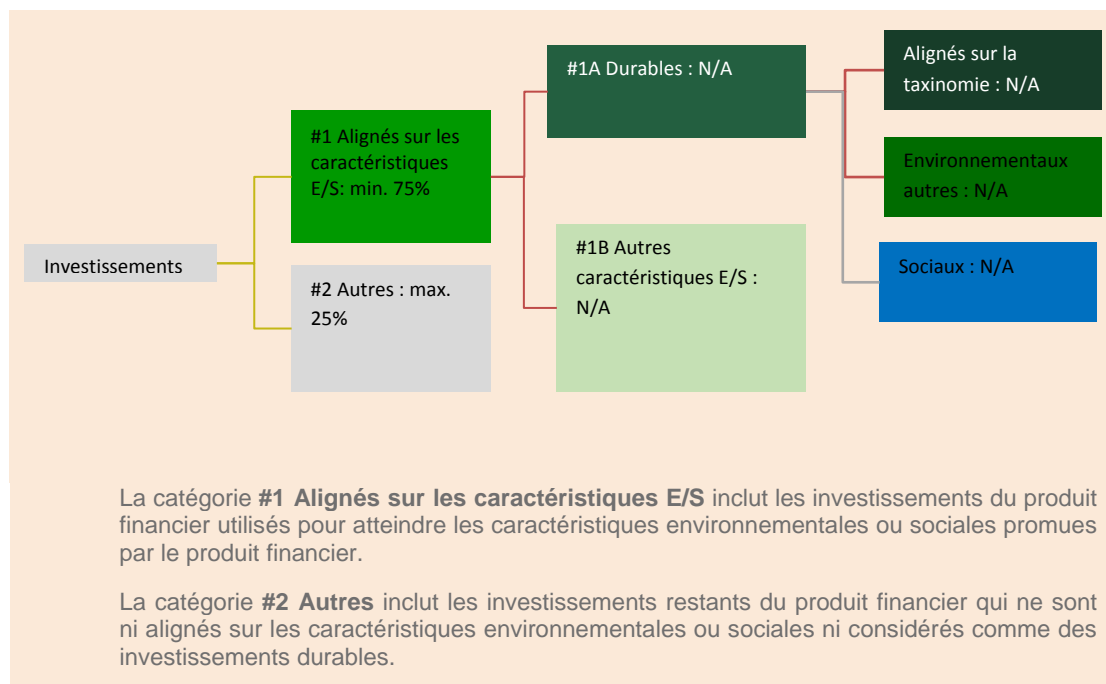 Investissements
#1 Alignés sur les
caractéristiques
E/S: min. 75%
#2 Autres : max.
25%
#1A Durables : N/A
#1B Autres
caractéristiques E/S :
N/A
Alignés sur la
taxinomie : N/A
Environnementaux
autres : N/A
Sociaux : N/A
La catégorie #1 Alignés sur les caractéristiques E/S inclut les investissements du produit
financier utilisés pour atteindre les caractéristiques environnementales ou sociales promues
par le produit financier.
La catégorie #2 Autres inclut les investissements restants du produit financier qui ne sont
ni alignés sur les caractéristiques environnementales ou sociales ni considérés comme des
investissements durables.